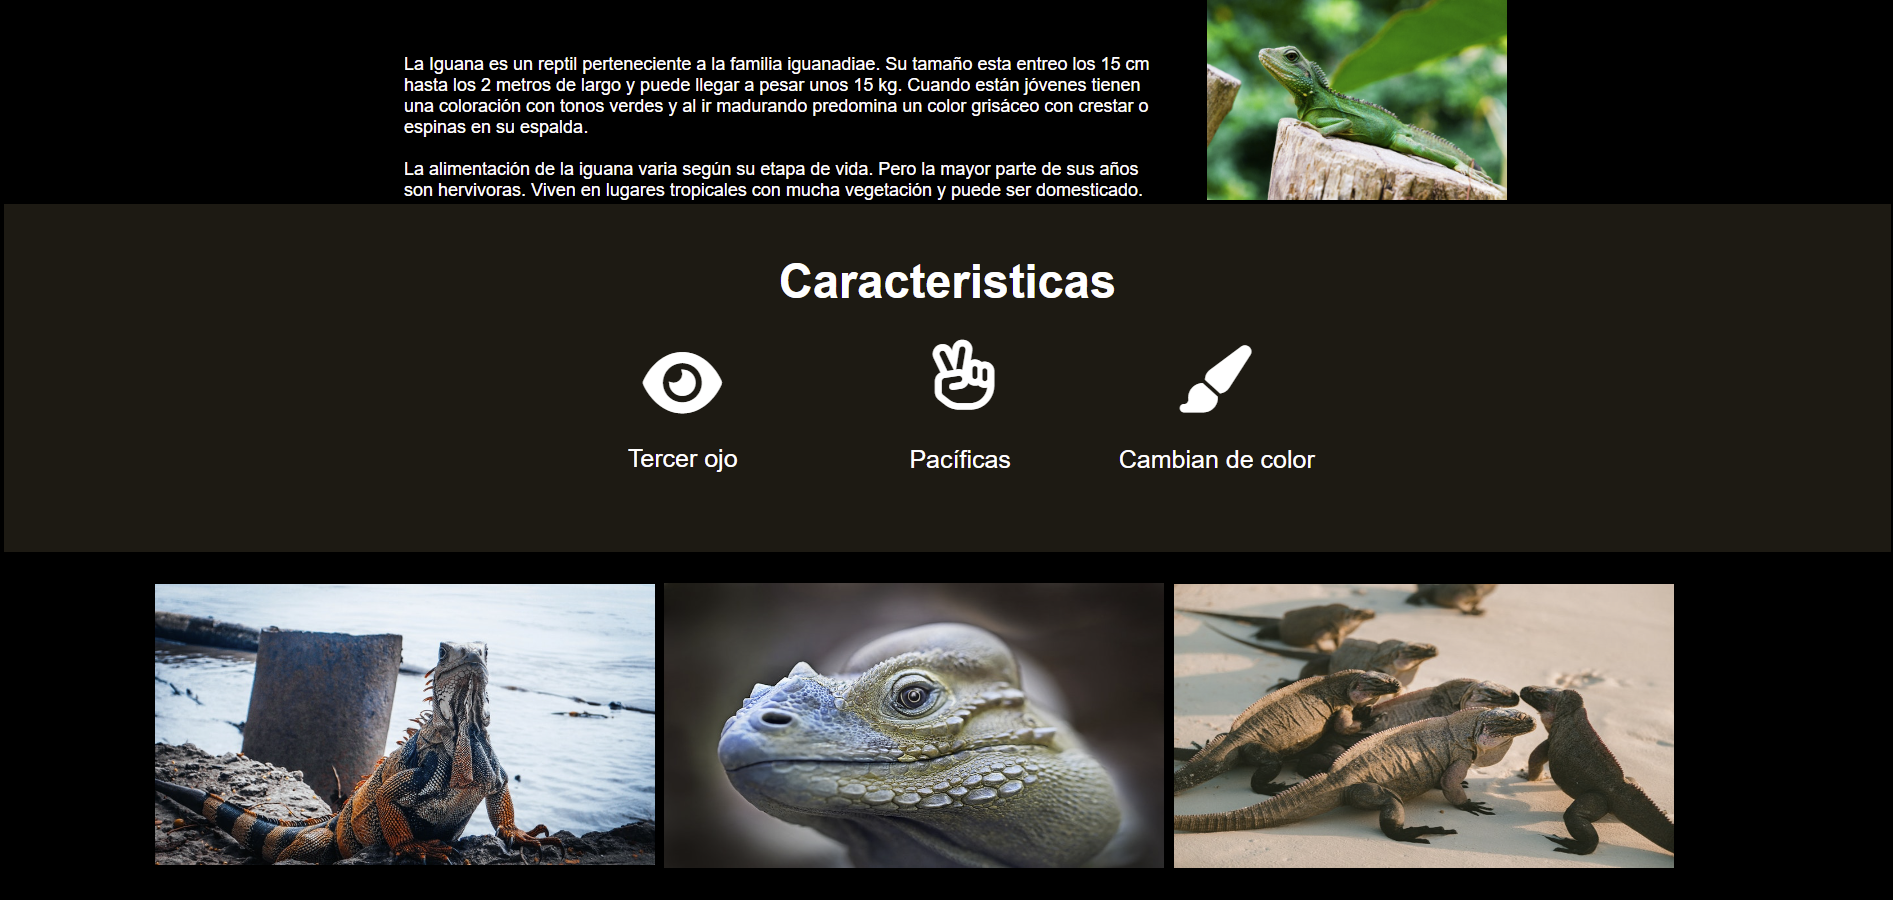 La Iguana es un reptil perteneciente a la familia iguanadiae. Su tamaño esta entreo los 15 cm
hasta los 2 metros de largo y puede llegar a pesar unos 15 kg. Cuando están jóvenes tienen
una coloración con tonos verdes y al ir madurando predomina un color grisáceo con crestar o
espinas en su espalda.
La alimentación de la iguana varia según su etapa de vida. Pero la mayor parte de sus años
son hervivoras. Viven en lugares tropicales con mucha vegetación y puede ser domesticado.
Caracteristicas
Tercer ojo
Pacíficas
Cambian de color